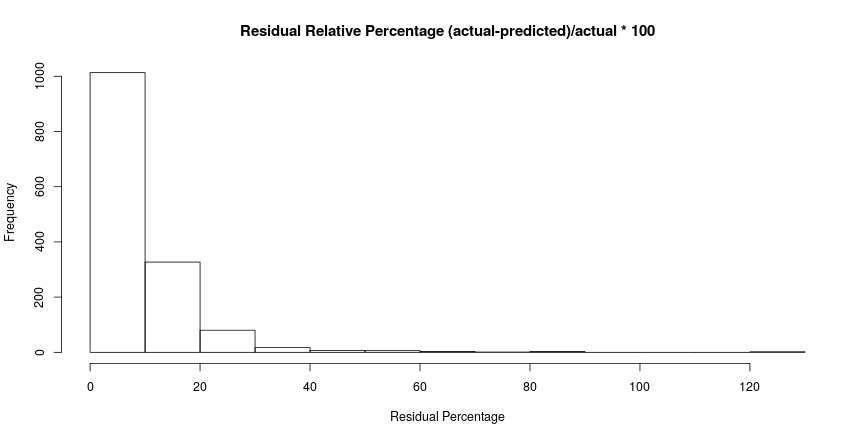 Residual Relative Percentage (actual-predicted)/actual * 100
Frequency
1000
800
600
400
200
0
0 20 40 60 80 100 120
Residual Percentage